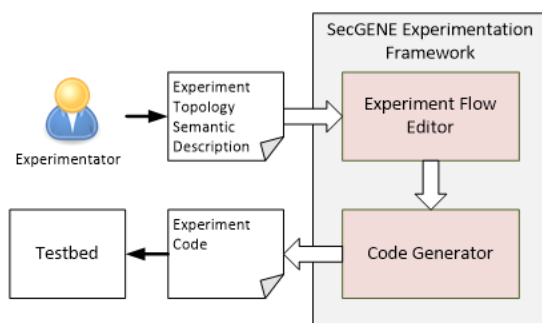 SecGENE Experimentation
Framework
Experiment
Topology
Semantic
Description
Experiment Flow
Editor
Experimentator
Testbed
Experiment
Code
Code Generator